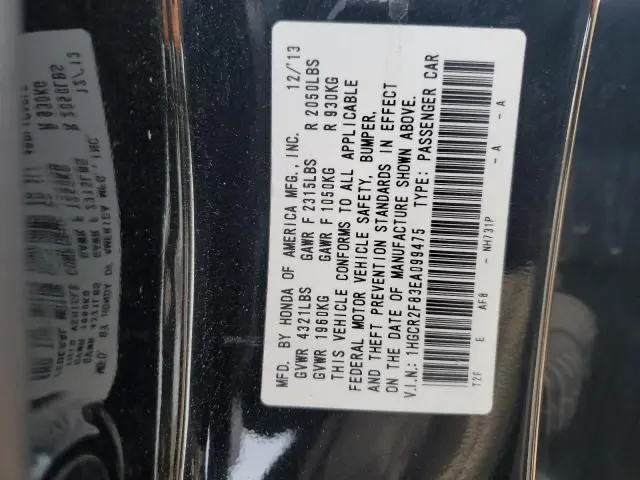 MFD. BY HONDA OF AMERICA MFG., INC. 12/'13
GVWR 4321LBS GAWR F 2315LBS R 2050LBS
GVWR 1960KG GAWR F 1050KG R 930KG
THIS VEHICLE CONFORMS TO ALL APPLICABLE
FEDERAL MOTOR VEHICLE SAFETY, BUMPER,
AND THEFT PREVENTION STANDARDS IN EFFECT
ON THE DATE OF MANUFACTURE SHOWN ABOVE.
V.I.N.: 1HGCR2F83EA099475 TYPE: PASSENGER CAR
T2F E AF8 - NH731P - A - A